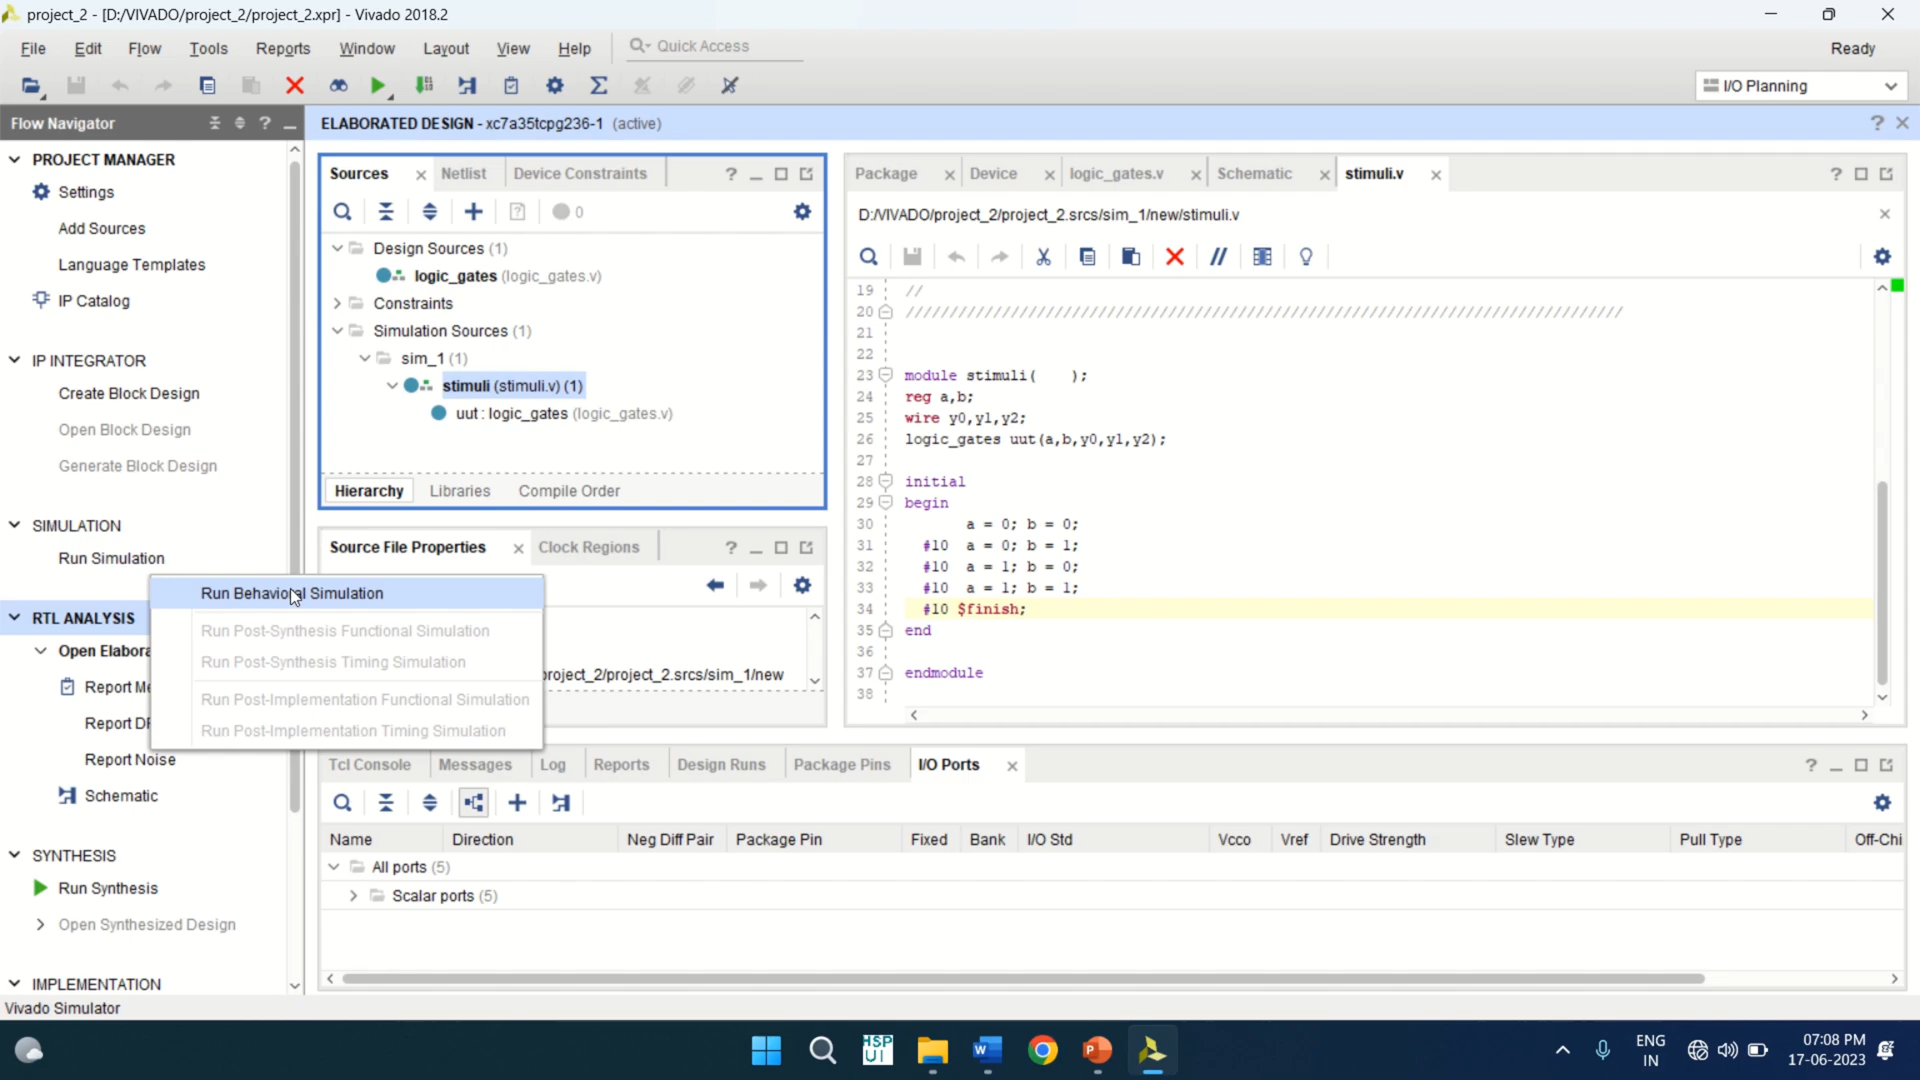 project_2 - [D:/VIVADO/project_2/project_2.xpr] - Vivado 2018.2
File Edit Flow Tools Reports Window Layout View Help Quick Access Ready
I/O Planning
Flow Navigator
ELABORATED DESIGN - xc7a35tcpg236-1 (active)
PROJECT MANAGER
Settings
Add Sources
Language Templates
IP Catalog
IP INTEGRATOR
Create Block Design
Open Block Design
Generate Block Design
SIMULATION
Run Simulation
RTL ANALYSIS
Open Elabora
Report Me
Report DR
Report Noise
Schematic
SYNTHESIS
Run Synthesis
Open Synthesized Design
IMPLEMENTATION
Vivado Simulator
Run Behavioral Simulation
Run Post-Synthesis Functional Simulation
Run Post-Synthesis Timing Simulation
Run Post-Implementation Functional Simulation
Run Post-Implementation Timing Simulation
Sources Netlist Device Constraints
0
Design Sources (1)
logic_gates (logic_gates.v)
Constraints
Simulation Sources (1)
sim_1 (1)
stimuli (stimuli.v) (1)
uut : logic_gates (logic_gates.v)
Hierarchy Libraries Compile Order
Source File Properties Clock Regions
roject_2/project_2.srcs/sim_1/new
Package Device logic_gates.v Schematic stimuli.v
D:/VIVADO/project_2/project_2.srcs/sim_1/new/stimuli.v
19 //
20 //////////////////////////////////////////////////////////////////////////////////
21
22
23 module stimuli( );
24 reg a,b;
25 wire y0,y1,y2;
26 logic_gates uut(a,b,y0,y1,y2);
27
28 initial
29 begin
30 a = 0; b = 0;
31 #10 a = 0; b = 1;
32 #10 a = 1; b = 0;
33 #10 a = 1; b = 1;
34 #10 $finish;
35 end
36
37 endmodule
38
Tcl Console Messages Log Reports Design Runs Package Pins I/O Ports
Name Direction Neg Diff Pair Package Pin Fixed Bank I/O Std Vcco Vref Drive Strength Slew Type Pull Type Off-Chi
All ports (5)
Scalar ports (5)
HSP UI
ENG
IN
07:08 PM
17-06-2023